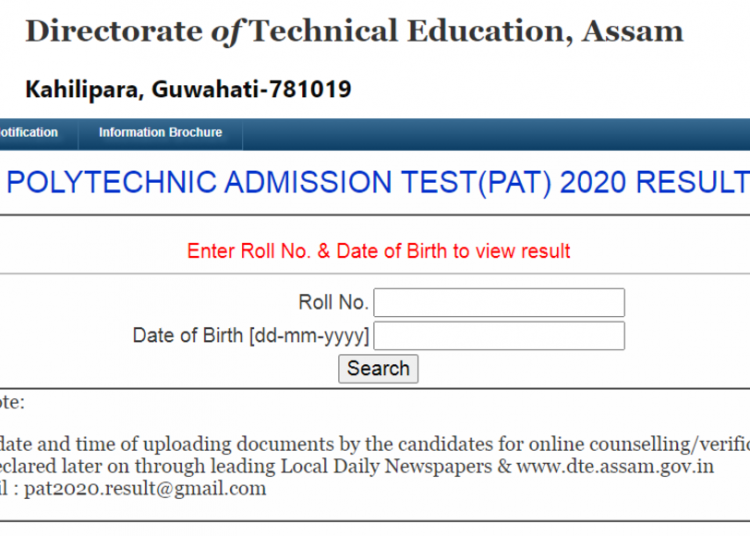 Directorate of Technical Education, Assam
Kahilipara, Guwahati-781019
otification Information Brochure
POLYTECHNIC ADMISSION TEST(PAT) 2020 RESULT
Enter Roll No. & Date of Birth to view result
Roll No.
Date of Birth [dd-mm-yyyy]
Search
ote:
date and time of uploading documents by the candidates for online counselling/verific
eclared later on through leading Local Daily Newspapers & www.dte.assam.gov.in
il : pat2020.result@gmail.com